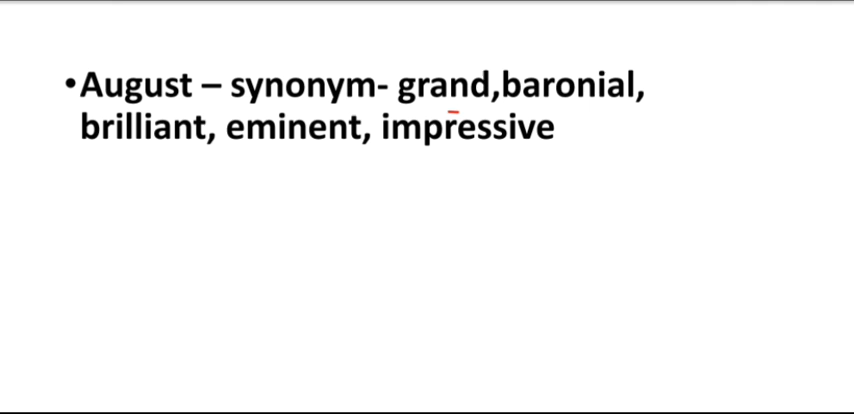 •August – synonym- grand,baronial,
brilliant, eminent, impressive